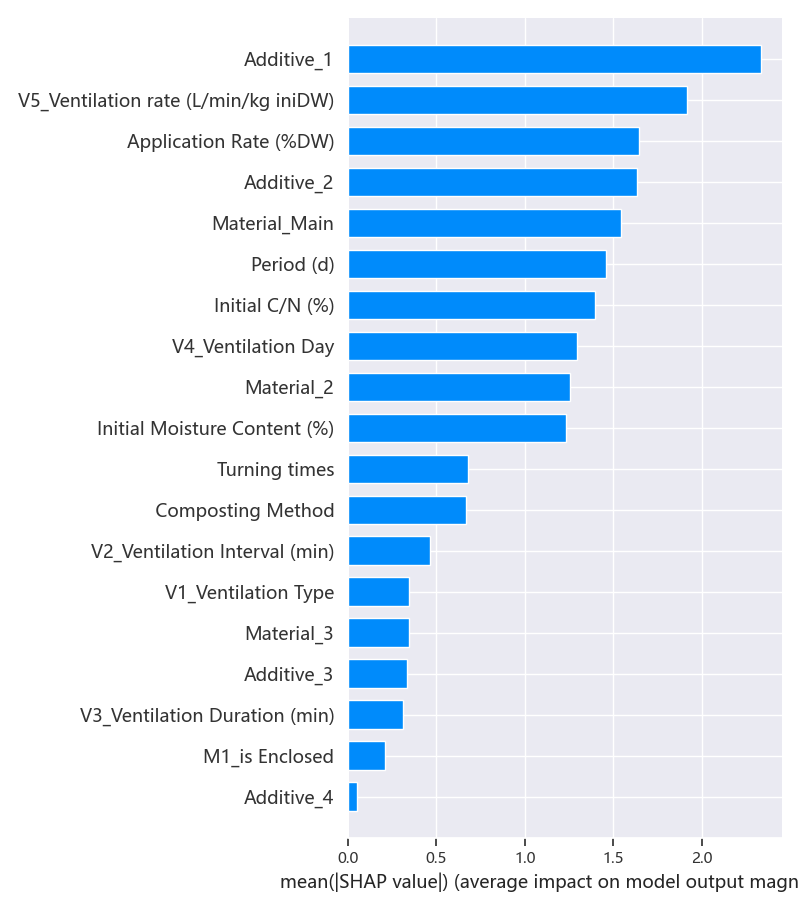 Additive_1
V5_Ventilation rate (L/min/kg iniDW)
Application Rate (%DW)
Additive_2
Material_Main
Period (d)
Initial C/N (%)
V4_Ventilation Day
Material_2
Initial Moisture Content (%)
Turning times
Composting Method
V2_Ventilation Interval (min)
V1_Ventilation Type
Material_3
Additive_3
V3_Ventilation Duration (min)
M1_is Enclosed
Additive_4
0.0 0.5 1.0 1.5 2.0
mean(|SHAP value|) (average impact on model output magn